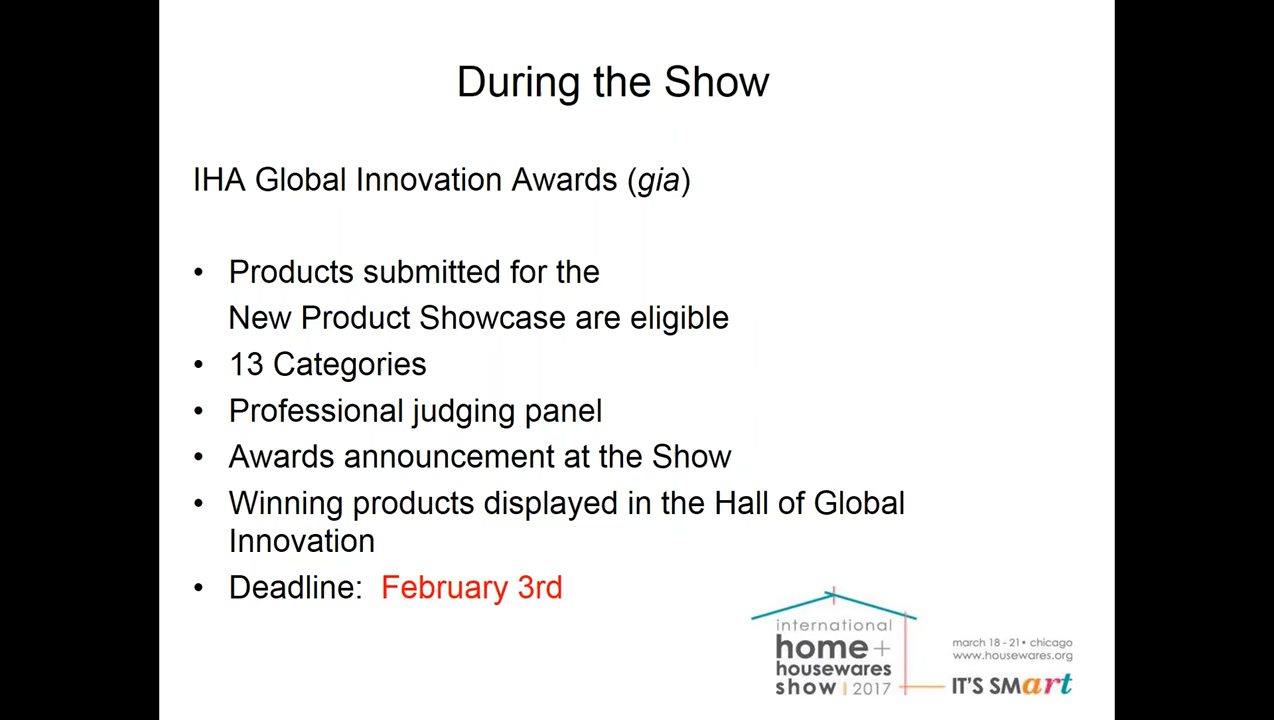 During the Show
IHA Global Innovation Awards (gia)
• Products submitted for the
New Product Showcase are eligible
• 13 Categories
• Professional judging panel
• Awards announcement at the Show
• Winning products displayed in the Hall of Global
Innovation
• Deadline: February 3rd
international
home+
housewares
show | 2017
march 18 - 21 • chicago
www.housewares.org
IT'S SMart